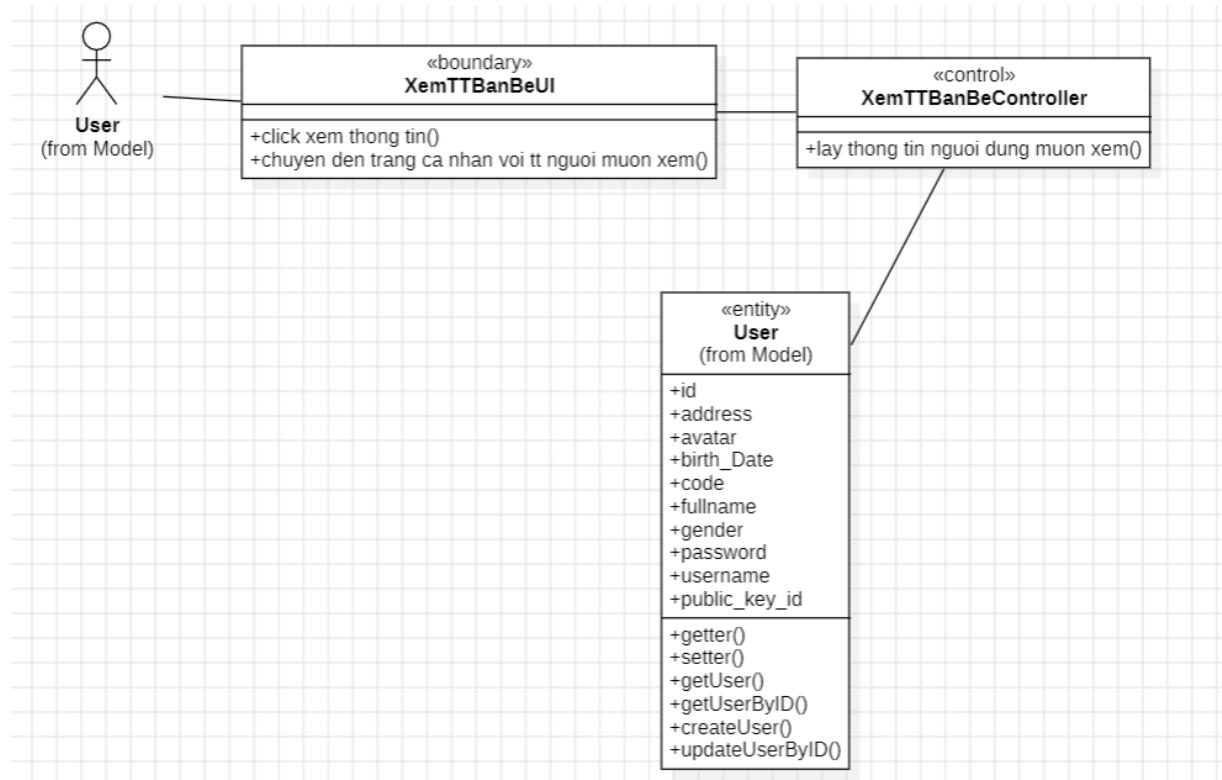 User
(from Model)
«boundary»
XemTTBanBeUI
+click xem thong tin()
+chuyen den trang ca nhan voi tt nguoi muon xem()
«control»
XemTTBanBeController
+lay thong tin nguoi dung muon xem()
«entity»
User
(from Model)
+id
+address
+avatar
+birth_Date
+code
+fullname
+gender
+password
+username
+public_key_id
+getter()
+setter()
+getUser()
+getUserByID()
+createUser()
+updateUserByID()